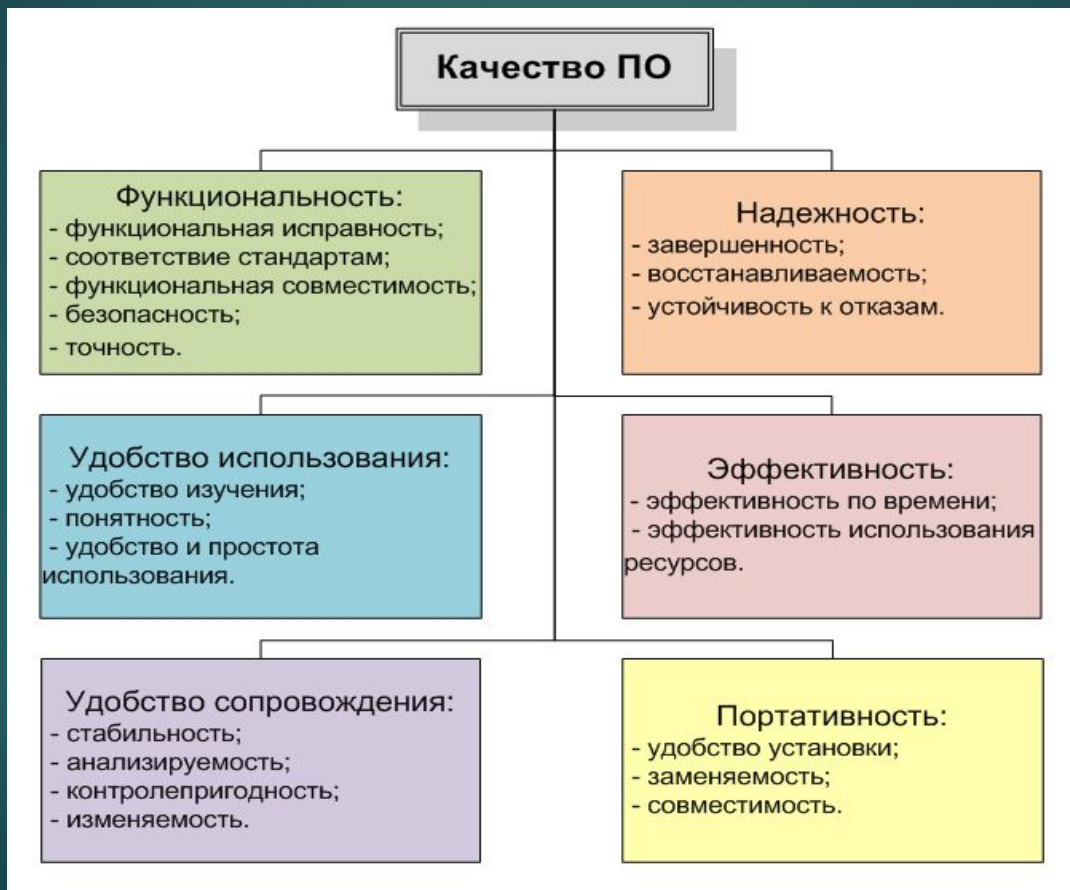 Качество ПО
Функциональность:
- функциональная исправность;
- соответствие стандартам;
- функциональная совместимость;
- безопасность;
- точность.
Надежность:
- завершенность;
- восстанавливаемость;
- устойчивость к отказам.
Удобство использования:
- удобство изучения;
- понятность;
- удобство и простота
использования.
Эффективность:
- эффективность по времени;
- эффективность использования
ресурсов.
Удобство сопровождения:
- стабильность;
- анализируемость;
- контролепригодность;
- изменяемость.
Портативность:
- удобство установки;
- заменяемость;
- совместимость.